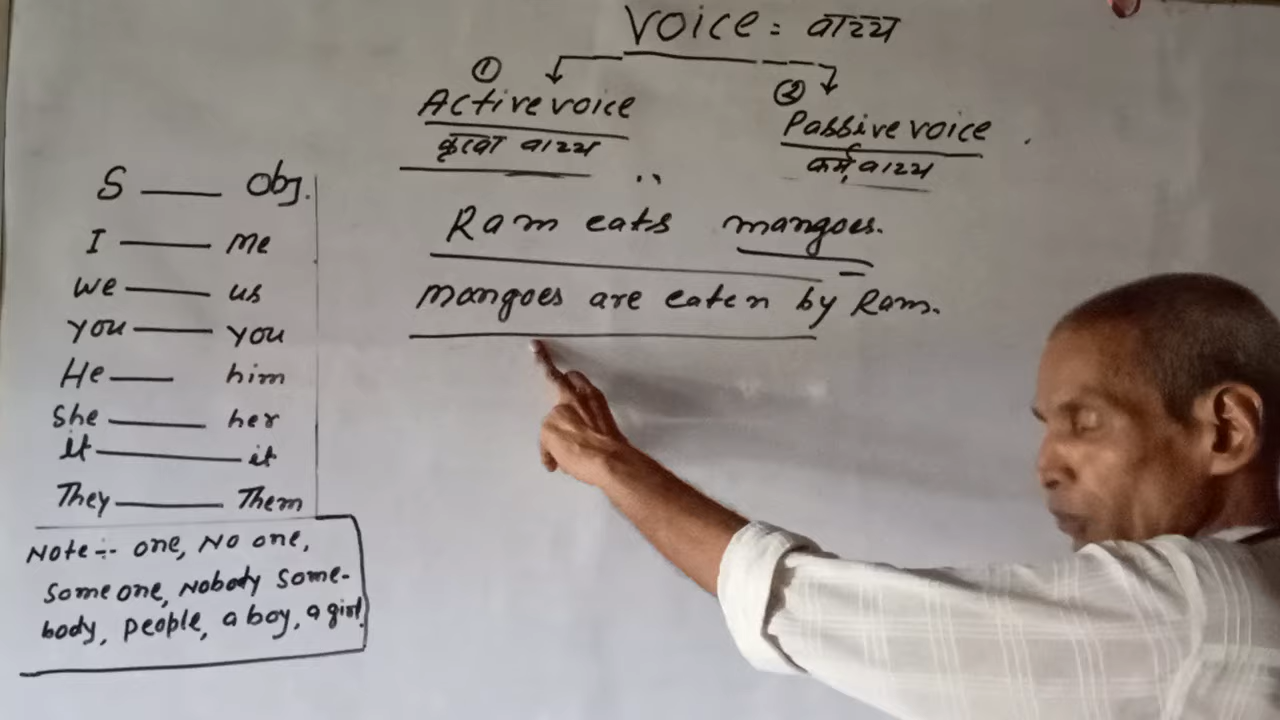 Voice = वाच्य
① ②
Active voice Passive voice
कृत्वा वाच्य कर्म वाच्य
S —— Obj.
I —— me
we —— us
you —— you
He —— him
she —— her
it —— it
They —— Them
Note :- one, No one,
Some one, Nobody some-
body, people, a boy, a girl.
Ram eats mangoes.
mangoes are eaten by Ram.